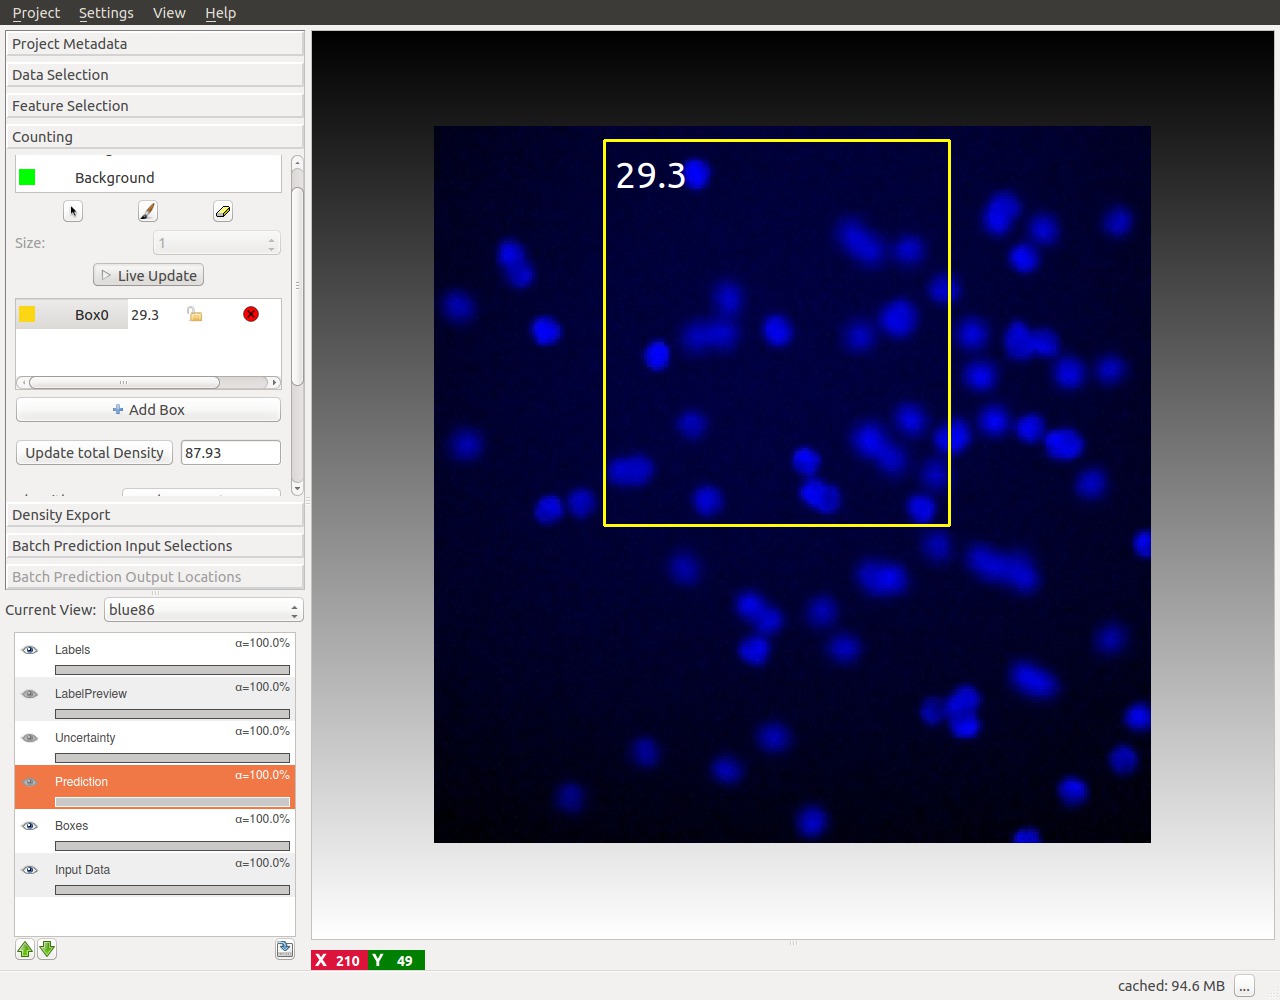 Project Settings View Help
Project Metadata
Data Selection
Feature Selection
Counting
Background
Size: 1
Live Update
Box0 29.3
Add Box
Update total Density 87.93
Density Export
Batch Prediction Input Selections
Batch Prediction Output Locations
Current View: blue86
Labels α=100.0%
LabelPreview α=100.0%
Uncertainty α=100.0%
Prediction α=100.0%
Boxes α=100.0%
Input Data α=100.0%
29.3
X 210 Y 49
cached: 94.6 MB ...